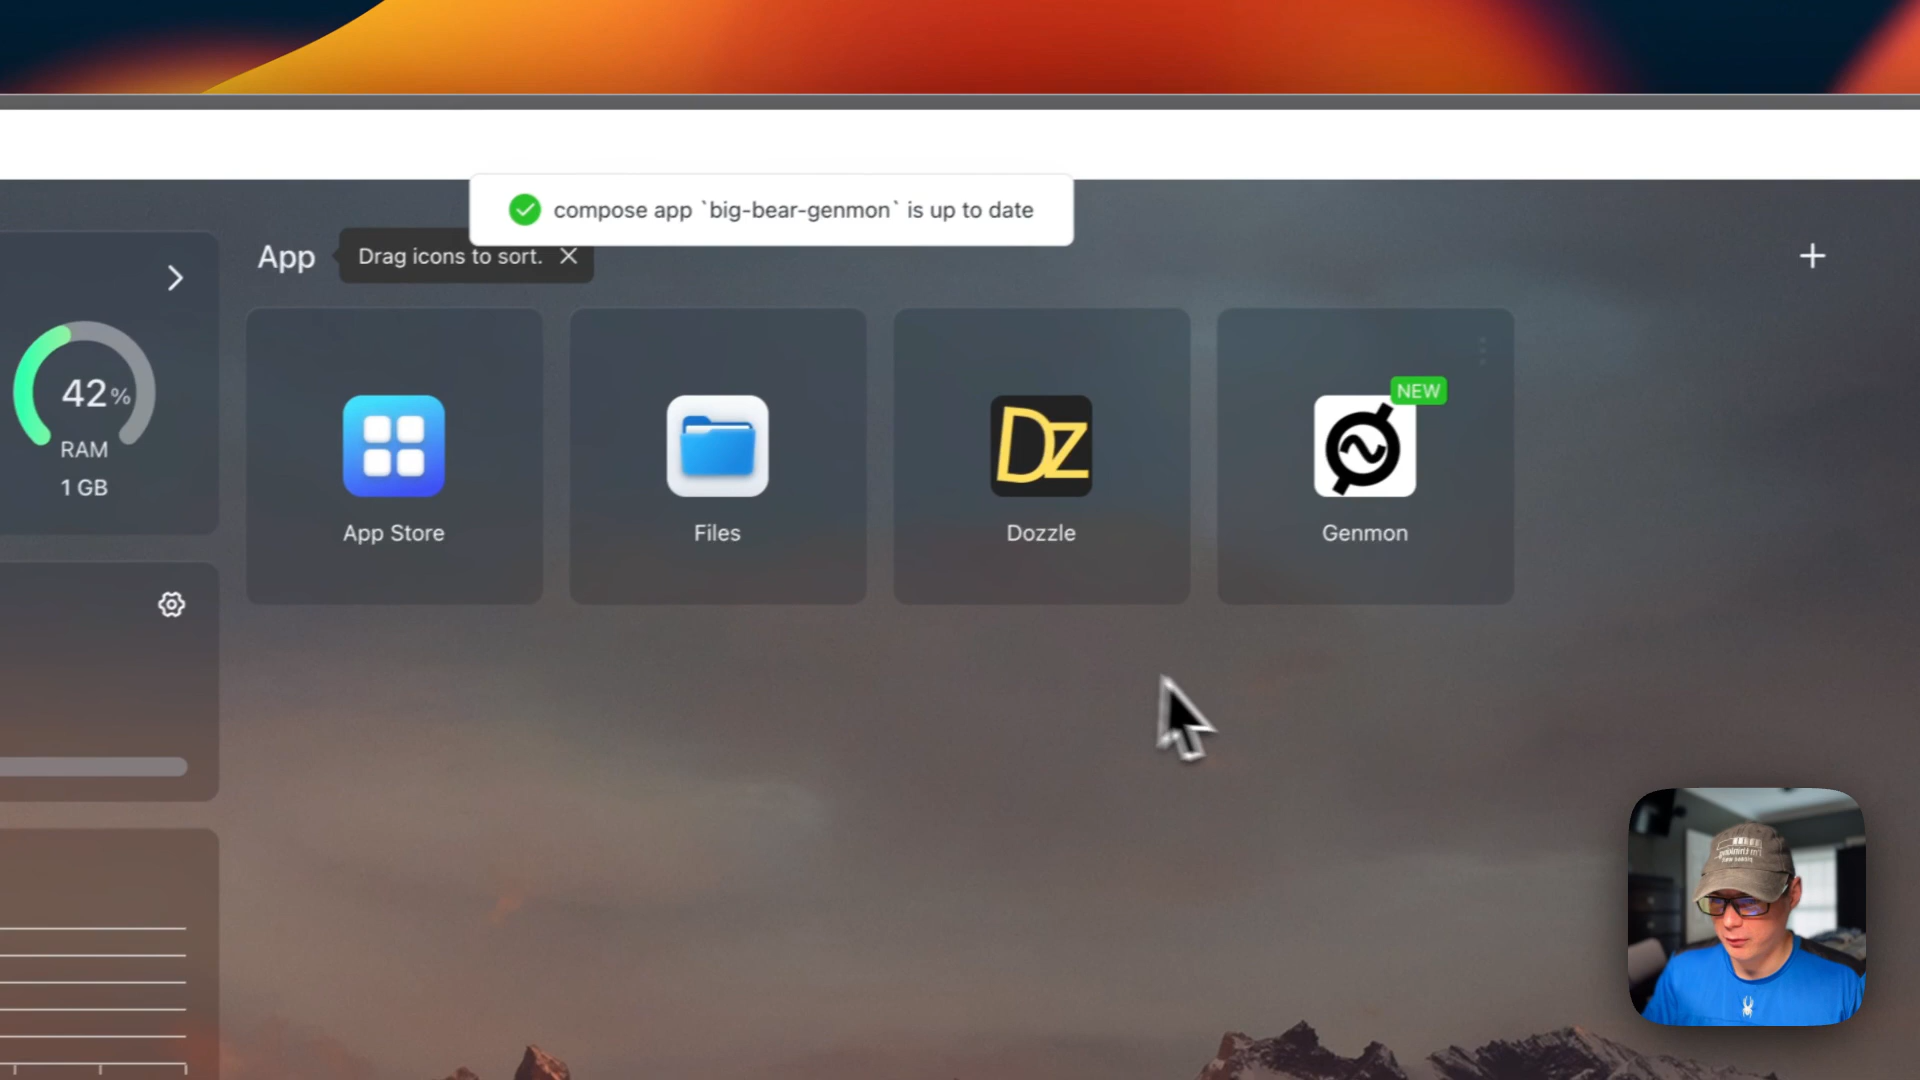 compose app `big-bear-genmon` is up to date
App
Drag icons to sort.
42%
RAM
1 GB
NEW
DZ
App Store
Files
Dozzle
Genmon